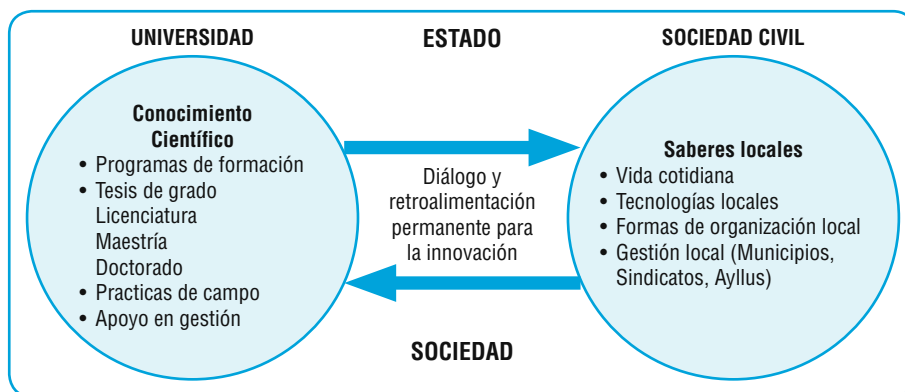 UNIVERSIDAD
ESTADO
SOCIEDAD CIVIL
Conocimiento
Científico
• Programas de formación
• Tesis de grado
Licenciatura
Maestría
Doctorado
• Practicas de campo
• Apoyo en gestión
Diálogo y
retroalimentación
permanente para
la innovación
Saberes locales
• Vida cotidiana
• Tecnologías locales
• Formas de organización local
• Gestión local (Municipios,
Sindicatos, Ayllus)
SOCIEDAD